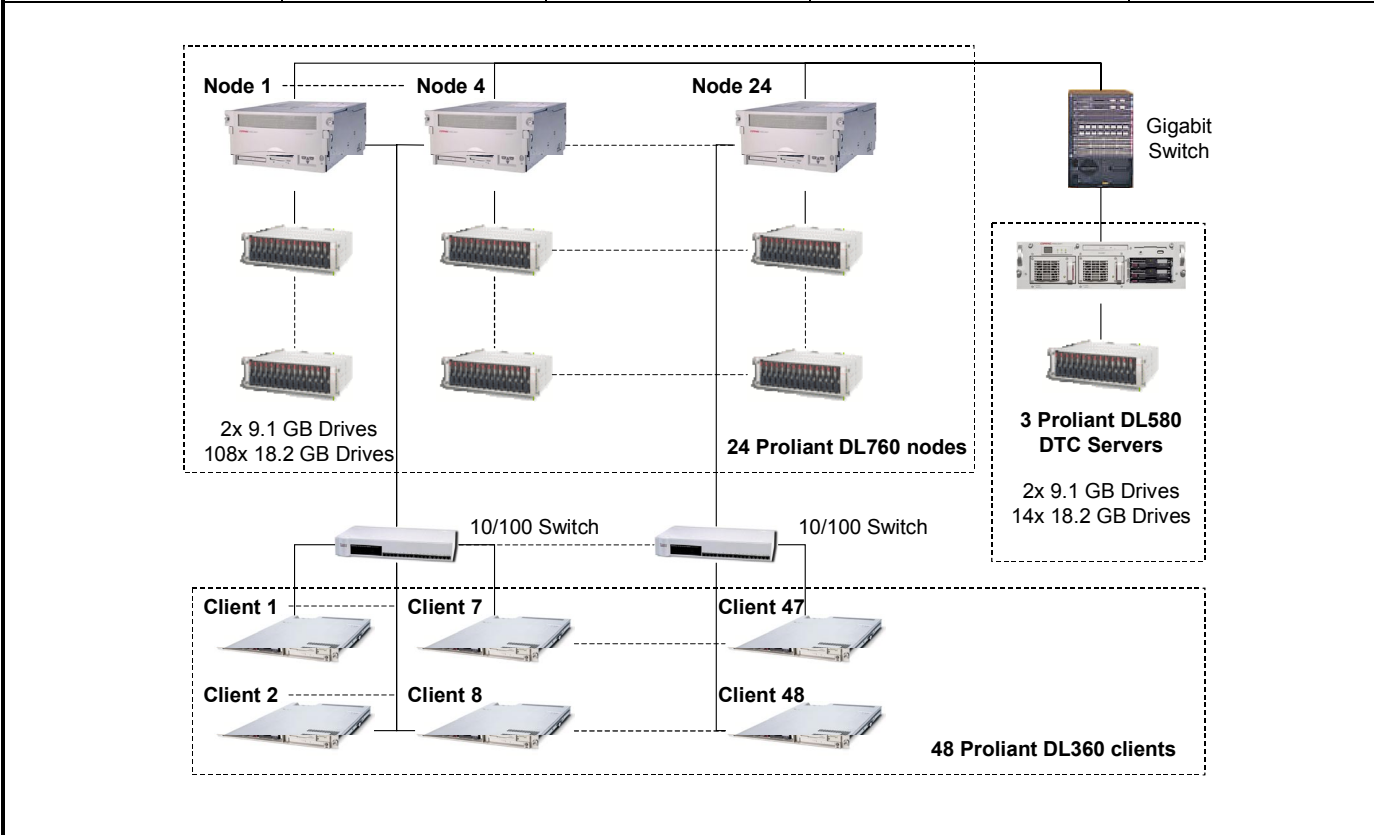 Node 1
Node 4
Node 24
Gigabit
Switch
2x 9.1 GB Drives
108x 18.2 GB Drives
24 Proliant DL760 nodes
3 Proliant DL580
DTC Servers
2x 9.1 GB Drives
14x 18.2 GB Drives
10/100 Switch
10/100 Switch
Client 1
Client 7
Client 47
Client 2
Client 8
Client 48
48 Proliant DL360 clients